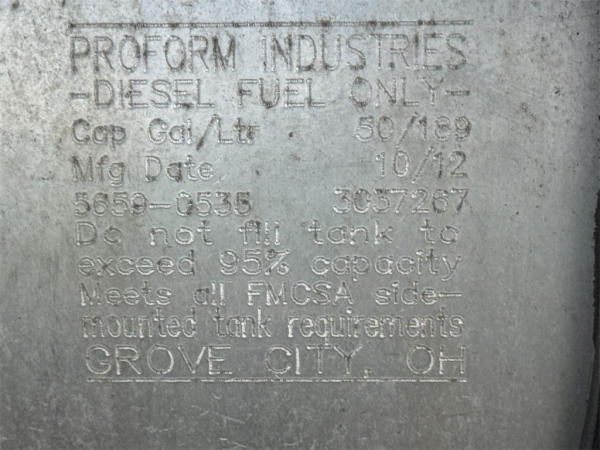 PROFORM INDUSTRIES
-DIESEL FUEL ONLY-
Cap Gal/Ltr 50/189
Mfg Date 10/12
5659-0535 3037267
Do not fill tank to
exceed 95% capacity
Meets all FMCSA side-
mounted tank requirements
GROVE CITY, OH